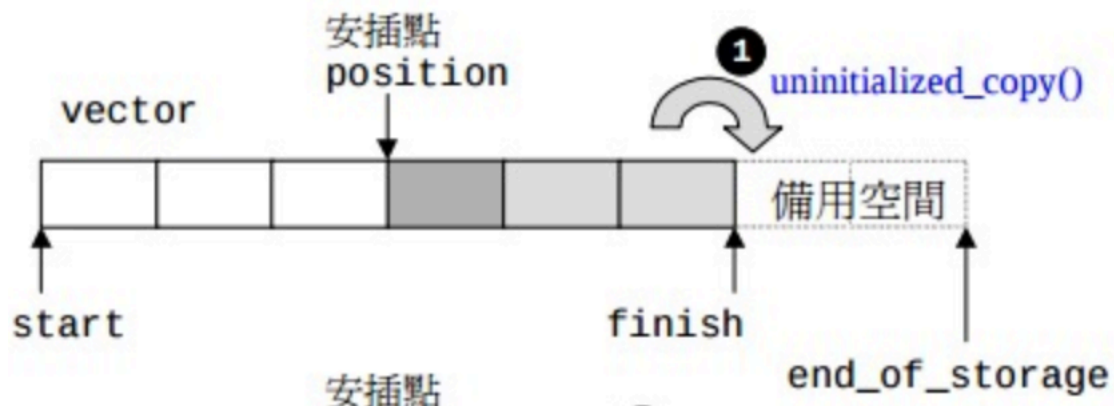 安插點
position
❶
uninitialized_copy()
vector
備用空間
start
finish
end_of_storage
安插點